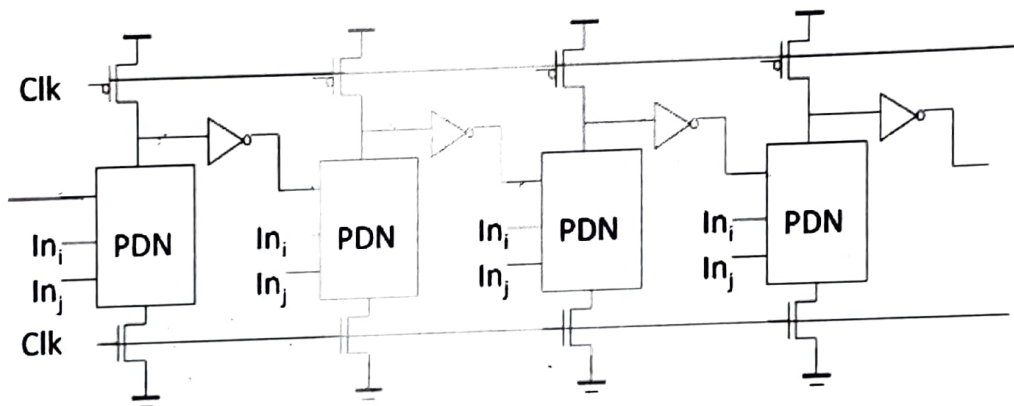 Clk
PDN PDN PDN PDN
In_i In_i In_i In_i
In_j In_j In_j In_j
Clk